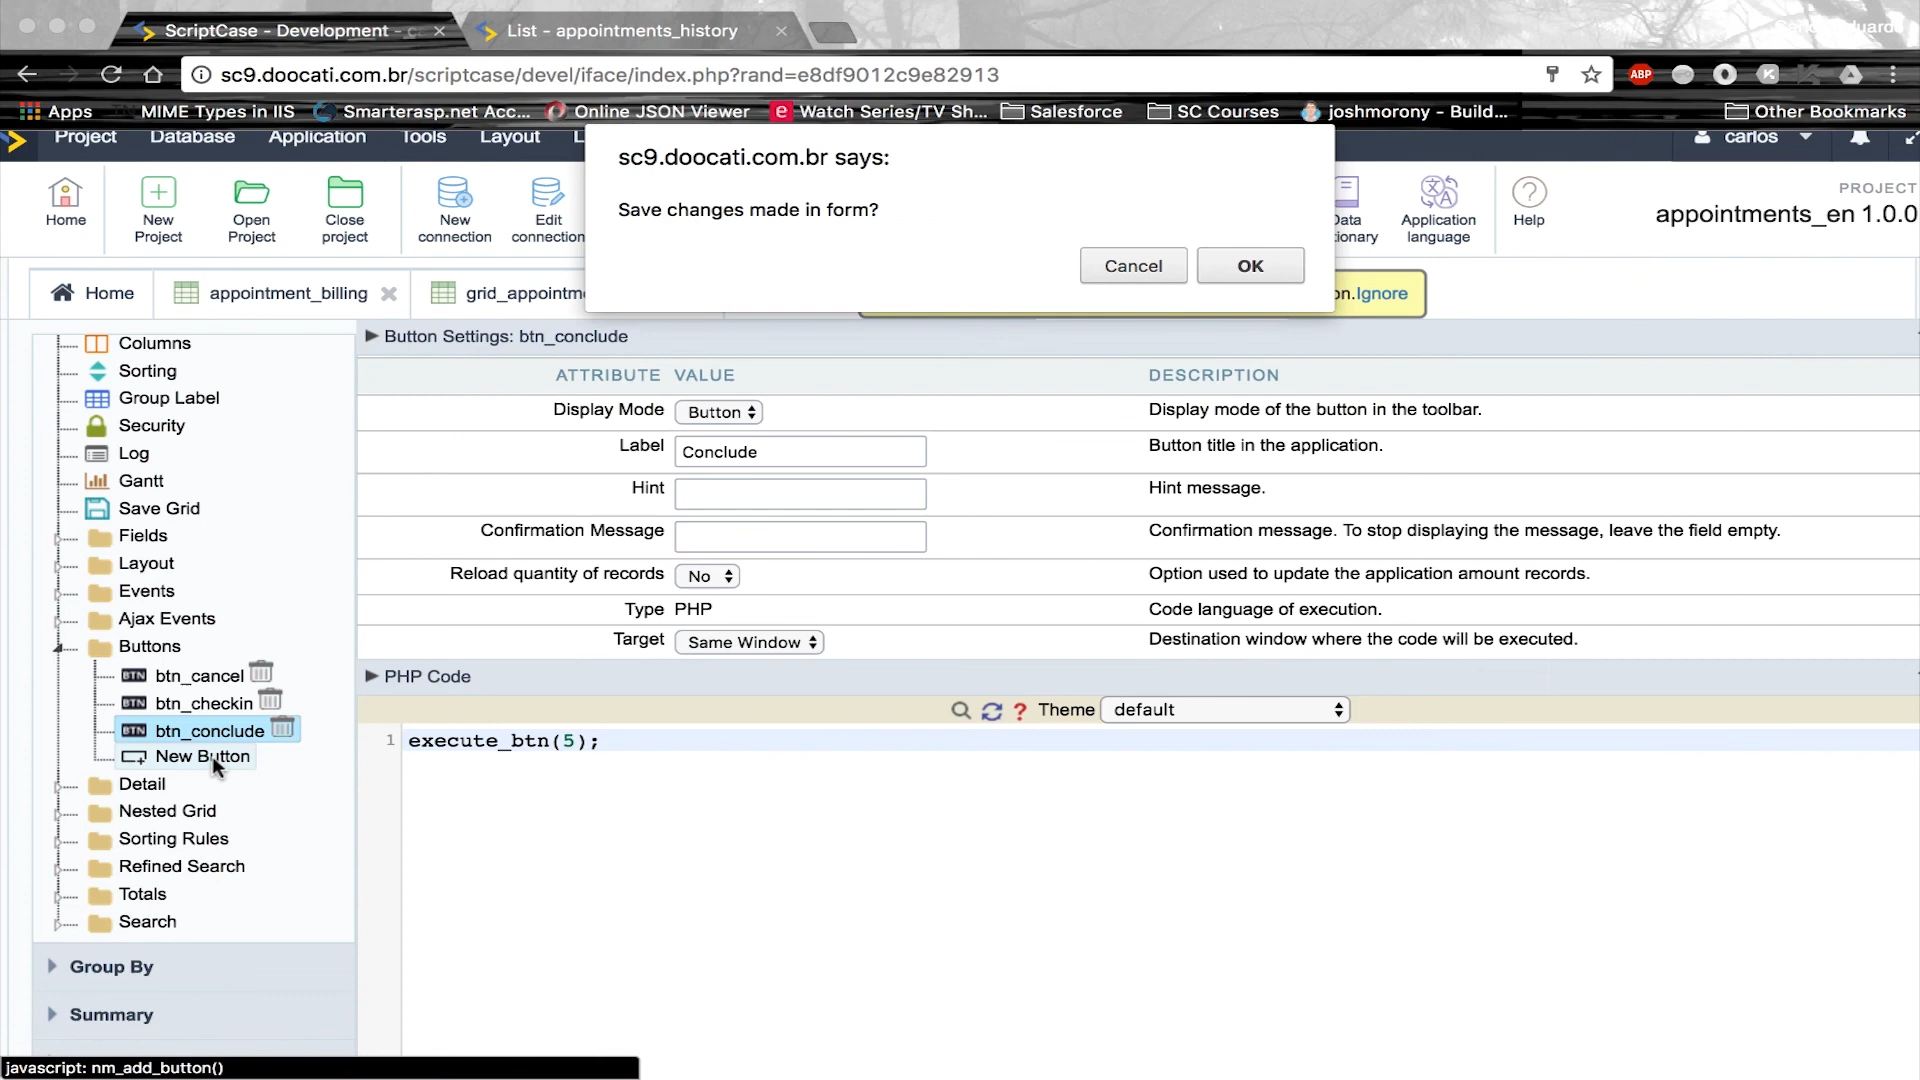 ScriptCase - Development -
List - appointments_history
sc9.doocati.com.br/scriptcase/devel/iface/index.php?rand=e8df9012c9e82913
ABP
Apps
MIME Types in IIS
Smarterasp.net Acc...
Online JSON Viewer
Watch Series/TV Sh...
Salesforce
SC Courses
joshmorony - Build...
Other Bookmarks
Project
Database
Application
Tools
Layout
carlos
sc9.doocati.com.br says:
Save changes made in form?
Cancel
OK
Home
New
Project
Open
Project
Close
project
New
connection
Edit
connection
Data
Application
language
Help
PROJECT
appointments_en 1.0.0
Home
appointment_billing
grid_appointm
on.Ignore
Columns
Sorting
Group Label
Security
Log
Gantt
Save Grid
Fields
Layout
Events
Ajax Events
Buttons
BTN btn_cancel
BTN btn_checkin
BTN btn_conclude
New Button
Detail
Nested Grid
Sorting Rules
Refined Search
Totals
Search
Group By
Summary
Button Settings: btn_conclude
ATTRIBUTE VALUE DESCRIPTION
Display Mode Button Display mode of the button in the toolbar.
Label Conclude Button title in the application.
Hint Hint message.
Confirmation Message Confirmation message. To stop displaying the message, leave the field empty.
Reload quantity of records No Option used to update the application amount records.
Type PHP Code language of execution.
Target Same Window Destination window where the code will be executed.
PHP Code
? Theme default
1 execute_btn(5);
javascript: nm_add_button()